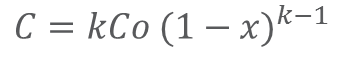 C = kCo (1 − x)^{k−1}